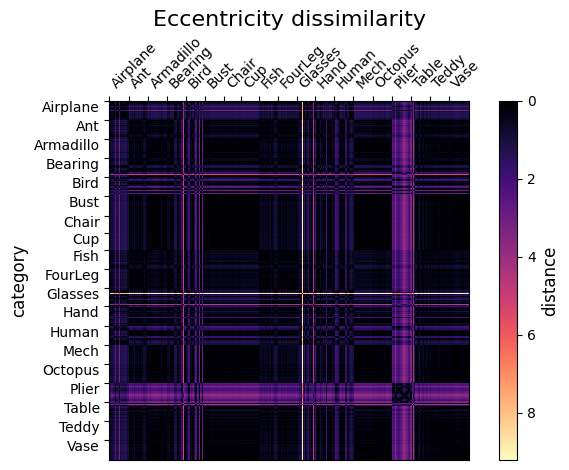 Eccentricity dissimilarity
Airplane
Ant
Armadillo
Bearing
Bird
Bust
Chair
Cup
Fish
FourLeg
Glasses
Hand
Human
Mech
Octopus
Plier
Table
Teddy
Vase
Airplane
Ant
Armadillo
Bearing
Bird
Bust
Chair
Cup
Fish
FourLeg
Glasses
Hand
Human
Mech
Octopus
Plier
Table
Teddy
Vase
category
0
2
4
6
8
distance